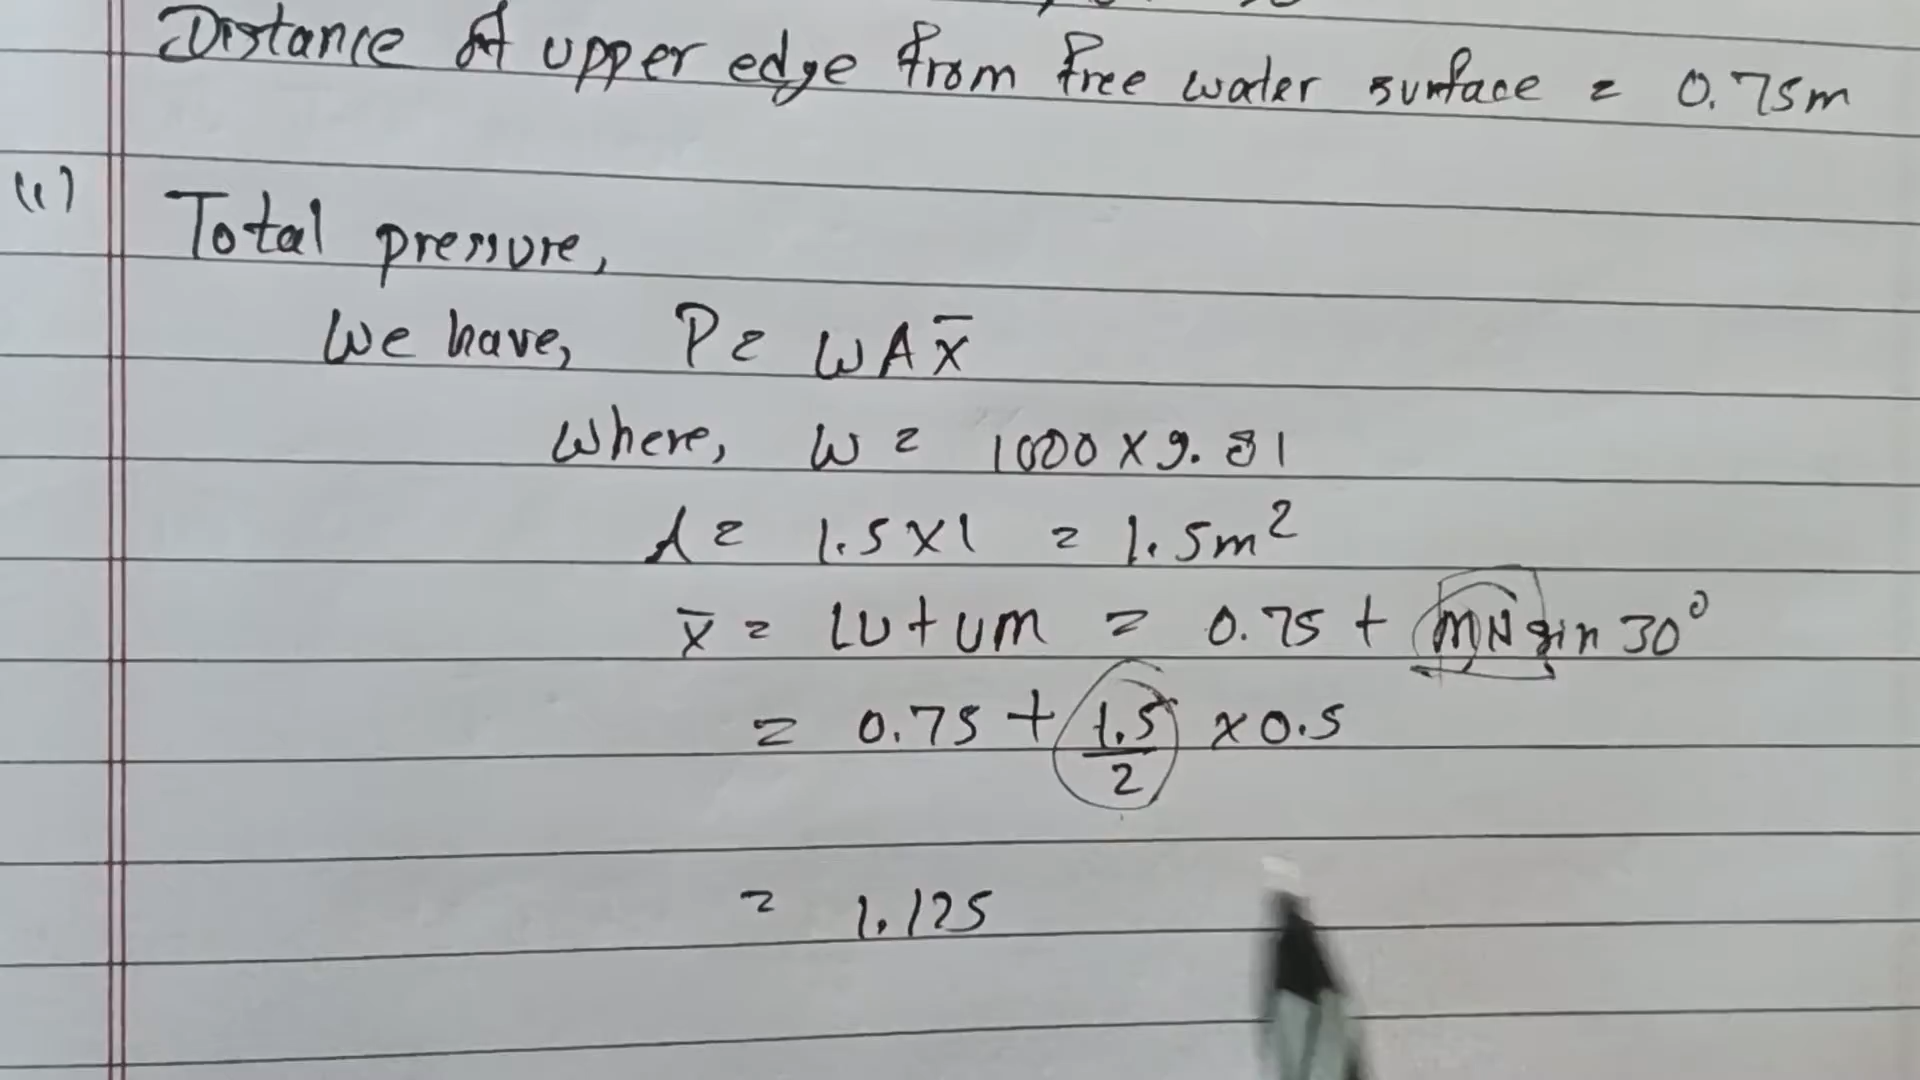 Distance of upper edge from free water surface = 0.75m
(i) Total pressure,
We have, P = WAx̄
Where, W = 1000 × 9.81
A = 1.5 × 1 = 1.5m²
x̄ = LU + UM = 0.75 + MN sin 30°
= 0.75 + 1.5/2 × 0.5
= 1.125